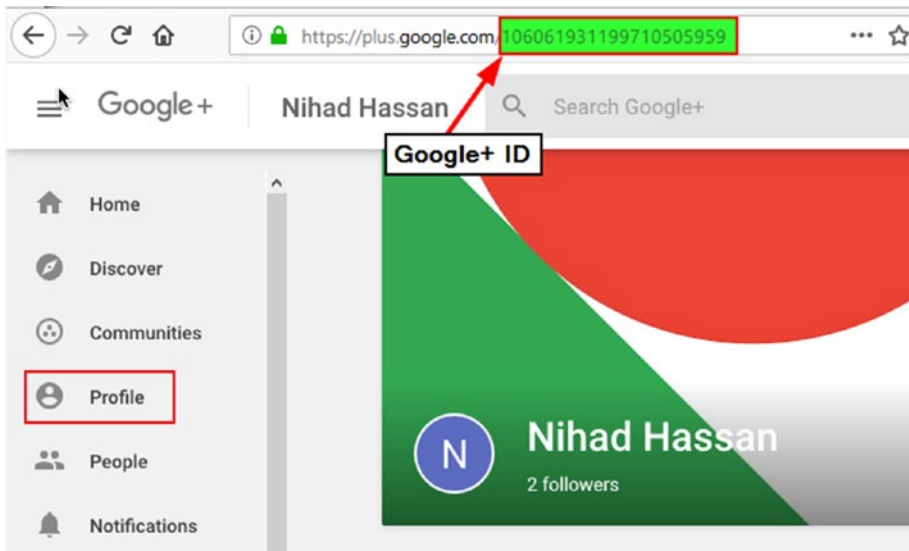 https://plus.google.com/106061931199710505959
Google+
Nihad Hassan
Search Google+
Google+ ID
Home
Discover
Communities
Profile
People
Notifications
N
Nihad Hassan
2 followers